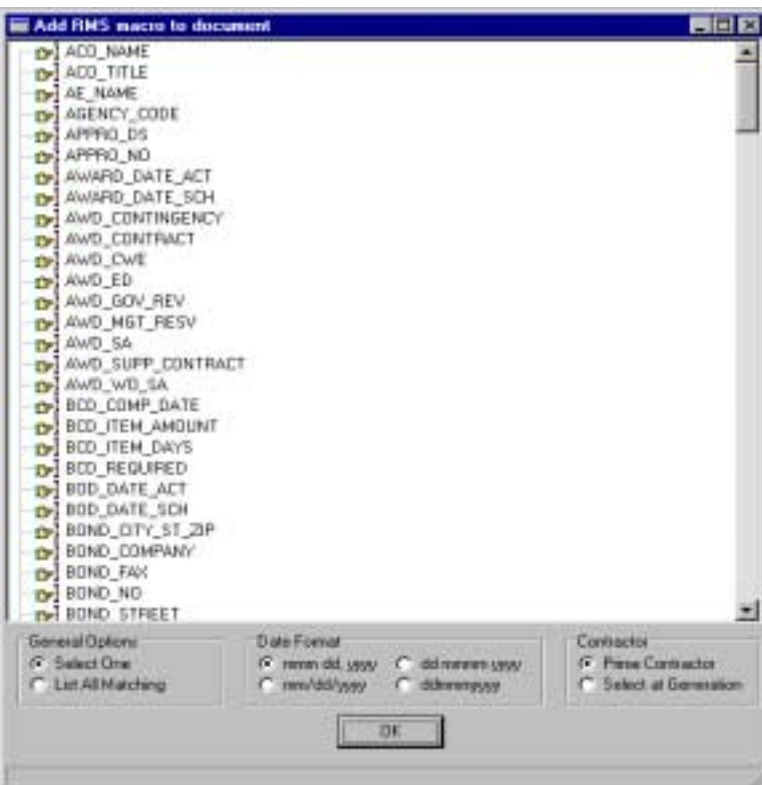 Add RMS macro to document
ACO_NAME
ACO_TITLE
AE_NAME
AGENCY_CODE
APPRO_DS
APPRO_NO
AWARD_DATE_ACT
AWARD_DATE_SCH
AWD_CONTINGENCY
AWD_CONTRACT
AWD_CWE
AWD_ED
AWD_GOV_REV
AWD_MGT_RESV
AWD_SA
AWD_SUPP_CONTRACT
AWD_WD_SA
BCD_COMP_DATE
BCD_ITEM_AMOUNT
BCD_ITEM_DAYS
BCD_REQUIRED
BOD_DATE_ACT
BOD_DATE_SCH
BOND_CITY_ST_ZIP
BOND_COMPANY
BOND_FAX
BOND_NO
BOND_STREET
General Options Date Format Contractor
Select One mmm dd, yyyy dd mmmm yyyy Prime Contractor
List All Matching mm/dd/yyyy ddmmmyyyy Select at Generation
OK